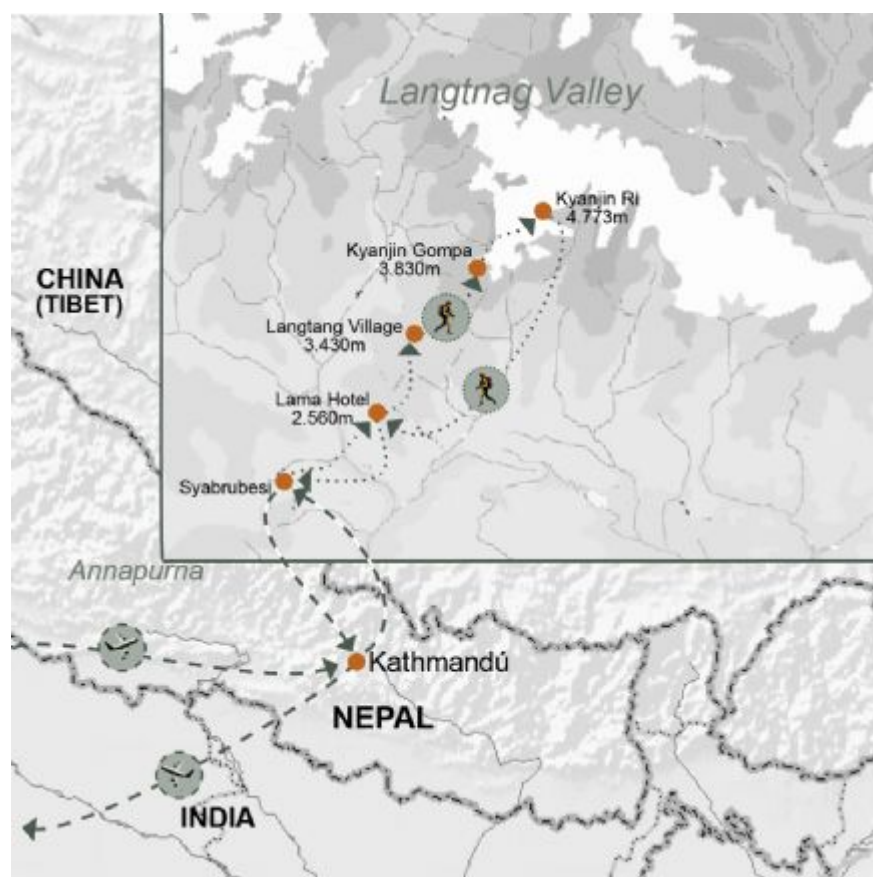 Langtnag Valley
Kyanjin Ri
4.773m
Kyanjin Gompa
3.830m
CHINA
(TIBET)
Langtang Village
3.430m
Lama Hotel
2.560m
Syabrubesi
Annapurna
Kathmandú
NEPAL
INDIA